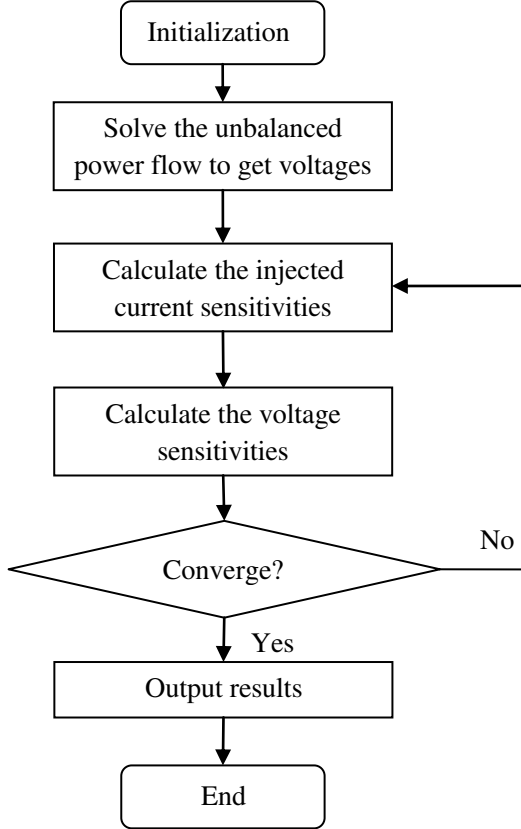 Initialization
Solve the unbalanced
power flow to get voltages
Calculate the injected
current sensitivities
Calculate the voltage
sensitivities
No
Converge?
Yes
Output results
End